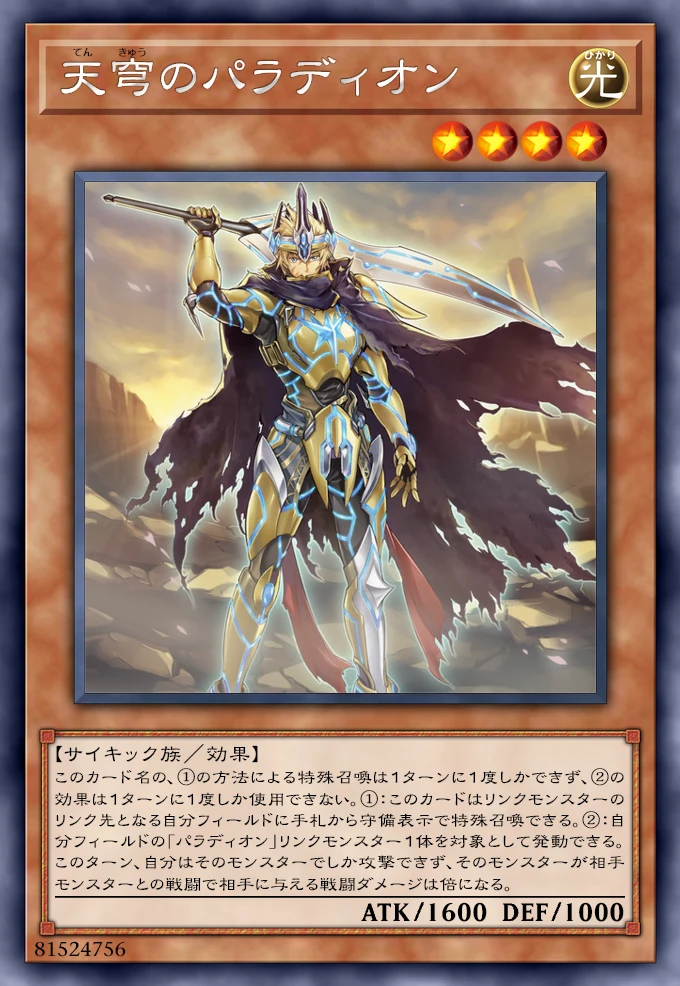 てんきゅう
天穹のパラディオン
ひかり
光
【サイキック族／効果】
このカード名の、①の方法による特殊召喚は１ターンに１度しかできず、②の
効果は１ターンに１度しか使用できない。①：このカードはリンクモンスターの
リンク先となる自分フィールドに手札から守備表示で特殊召喚できる。②：自
分フィールドの「パラディオン」リンクモンスター１体を対象として発動できる。
このターン、自分はそのモンスターでしか攻撃できず、そのモンスターが相手
モンスターとの戦闘で相手に与える戦闘ダメージは倍になる。
ATK/1600 DEF/1000
81524756